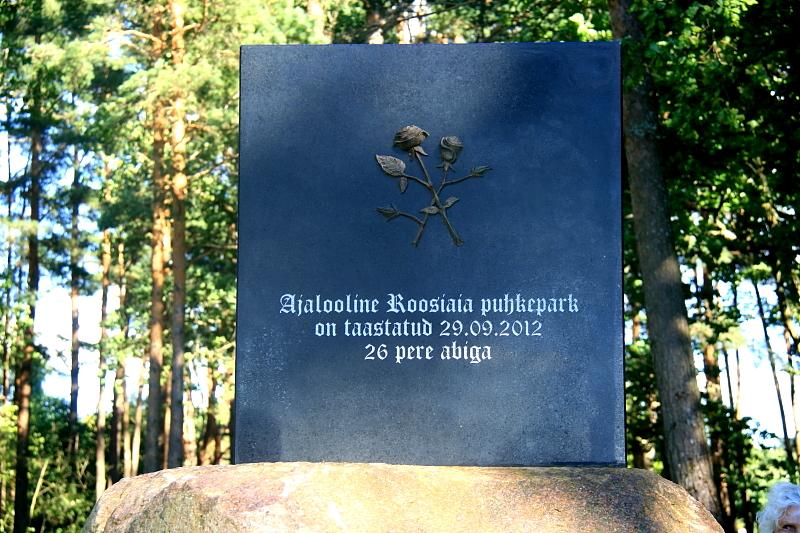 Ajalooline Roosiaia puhkepark
on taastatud 29.09.2012
26 pere abiga